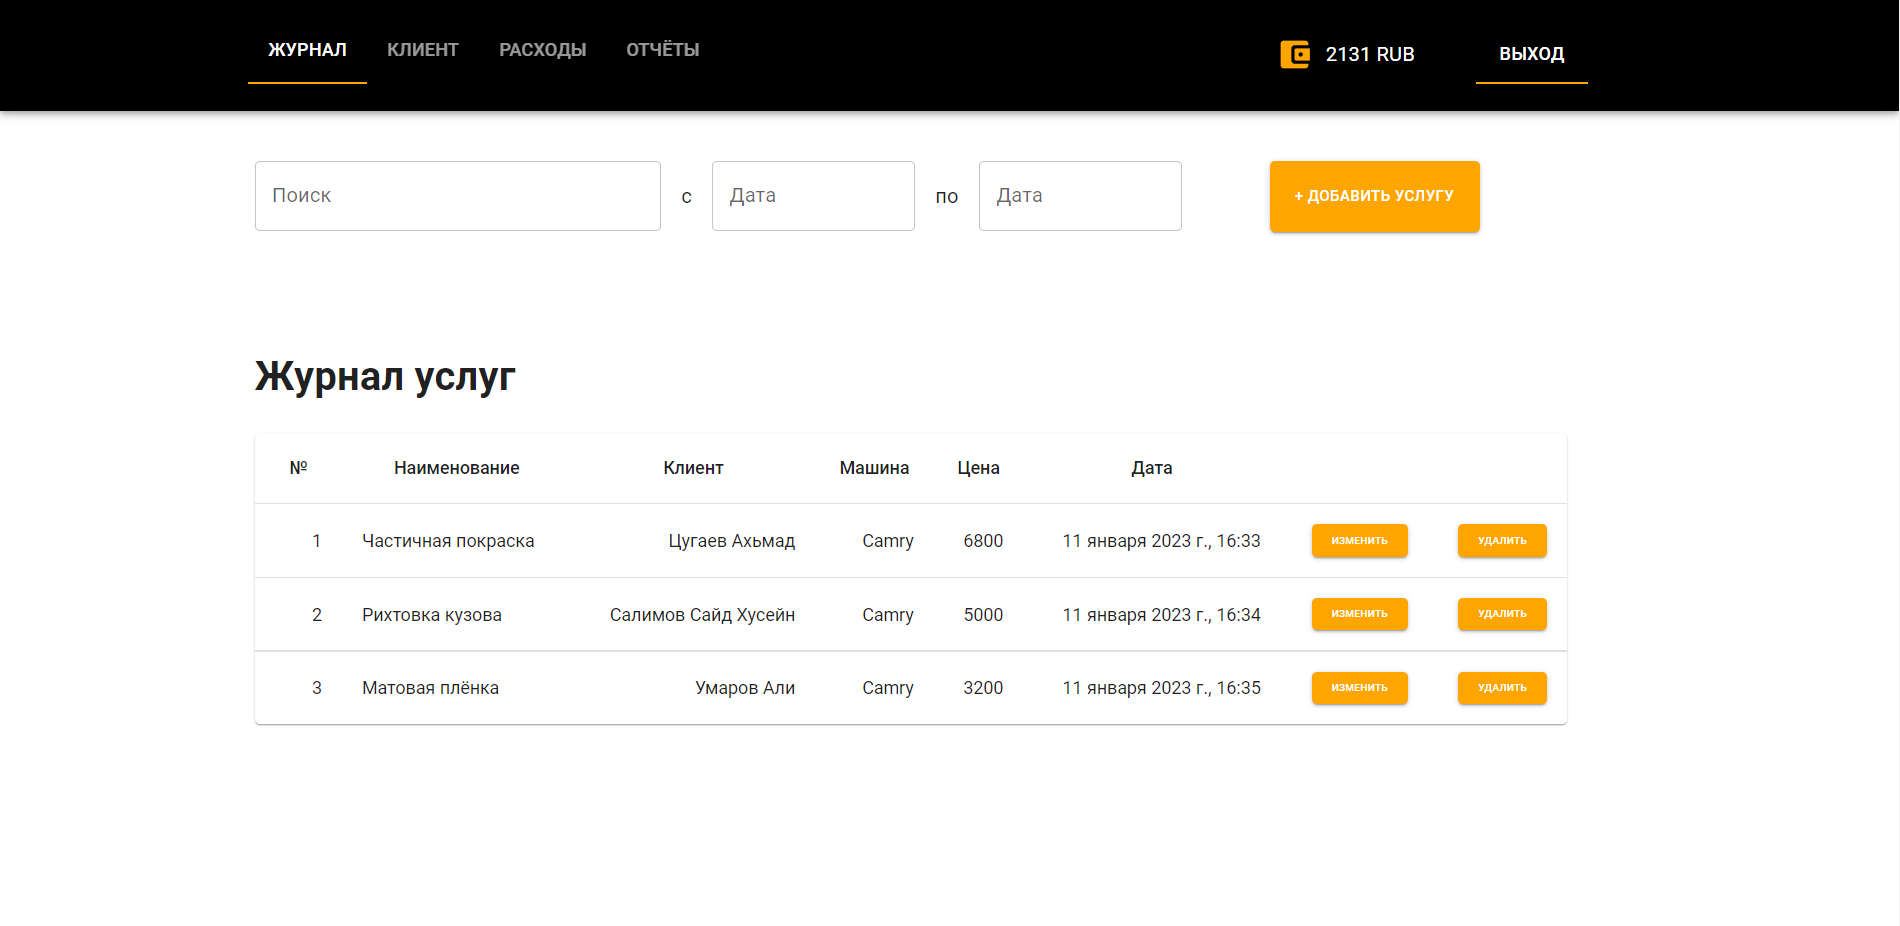 ЖУРНАЛ КЛИЕНТ РАСХОДЫ ОТЧЁТЫ 2131 RUB ВЫХОД
Поиск с Дата по Дата + ДОБАВИТЬ УСЛУГУ
Журнал услуг
№ Наименование Клиент Машина Цена Дата
1 Частичная покраска Цугаев Ахьмад Camry 6800 11 января 2023 г., 16:33 ИЗМЕНИТЬ УДАЛИТЬ
2 Рихтовка кузова Салимов Сайд Хусейн Camry 5000 11 января 2023 г., 16:34 ИЗМЕНИТЬ УДАЛИТЬ
3 Матовая плёнка Умаров Али Camry 3200 11 января 2023 г., 16:35 ИЗМЕНИТЬ УДАЛИТЬ